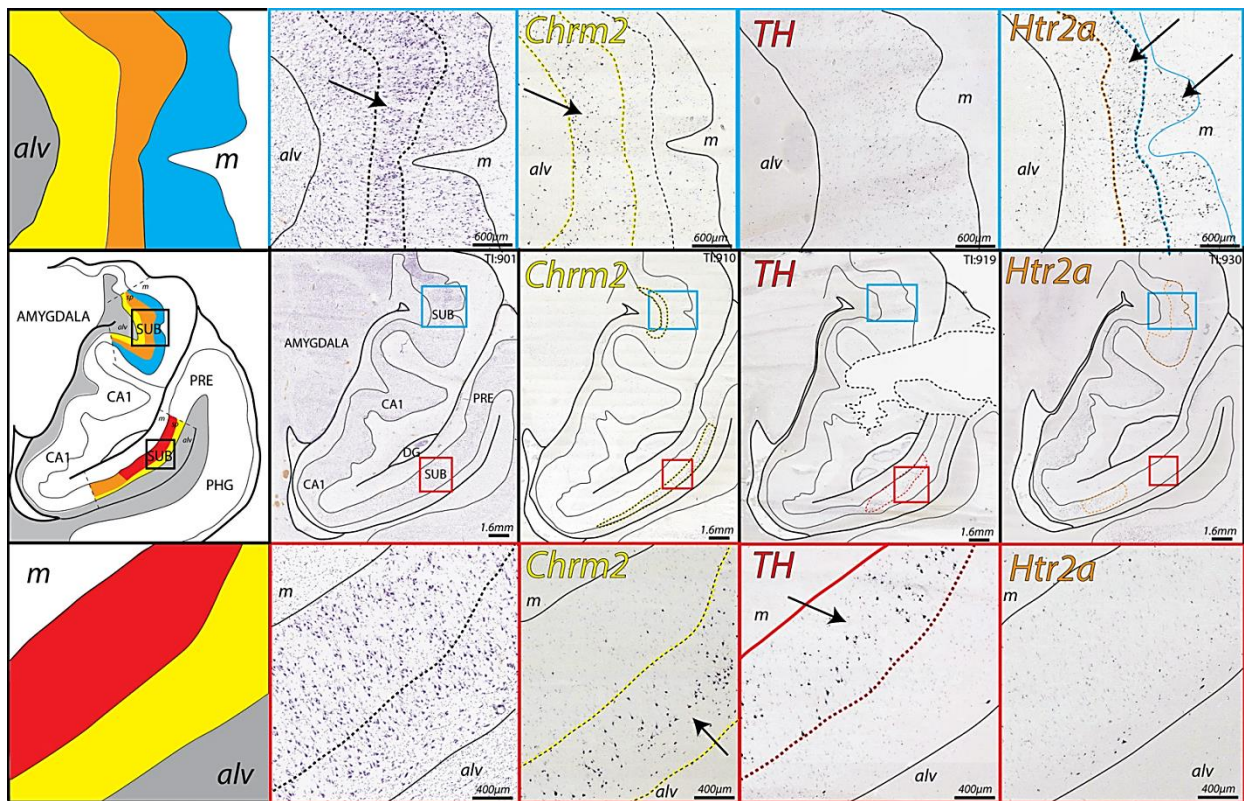 alv
m
alv
m
600µm
Chrm2
alv
m
600µm
TH
alv
m
600µm
Htr2a
alv
m
600µm
AMYGDALA
m
sp
alv
SUB
CA1
PRE
m
sp
alv
SUB
CA1
PHG
TI:901
SUB
AMYGDALA
CA1
PRE
DG
SUB
CA1
1.6mm
Chrm2
TI:910
1.6mm
TH
TI:919
1.6mm
Htr2a
TI:930
1.6mm
m
alv
m
alv
400µm
Chrm2
m
alv
400µm
TH
m
alv
400µm
Htr2a
m
alv
400µm